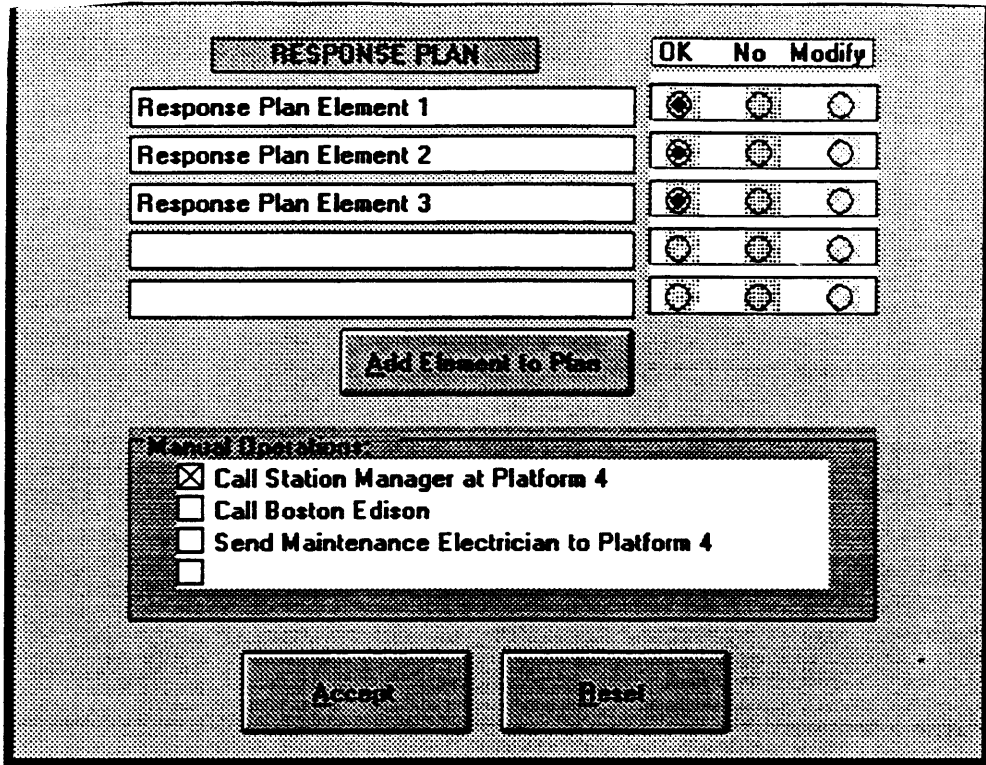 RESPONSE PLAN
OK No Modify
Response Plan Element 1
Response Plan Element 2
Response Plan Element 3
Add Element to Plan
Manual Operations:
Call Station Manager at Platform 4
Call Boston Edison
Send Maintenance Electrician to Platform 4
Accept
Reset